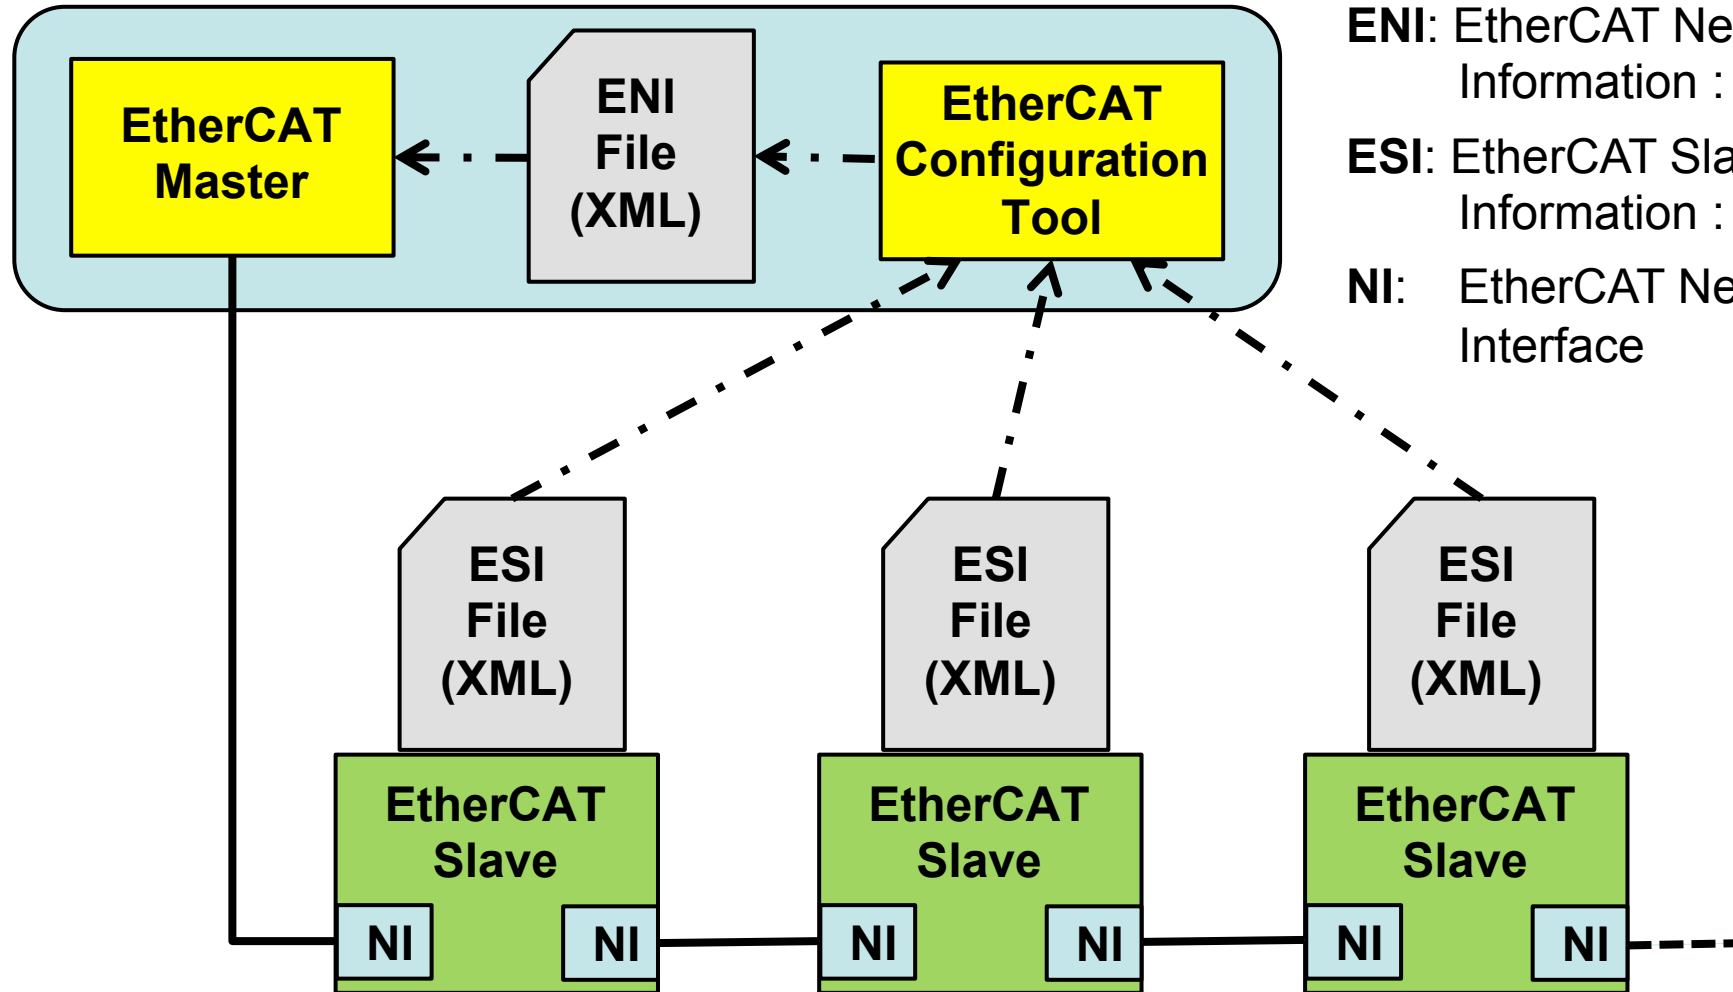 EtherCAT
Master
ENI
File
(XML)
EtherCAT
Configuration
Tool
ENI: EtherCAT Ne
Information :
ESI: EtherCAT Sla
Information :
NI: EtherCAT Ne
Interface
ESI
File
(XML)
ESI
File
(XML)
ESI
File
(XML)
EtherCAT
Slave
EtherCAT
Slave
EtherCAT
Slave
NI
NI
NI
NI
NI
NI